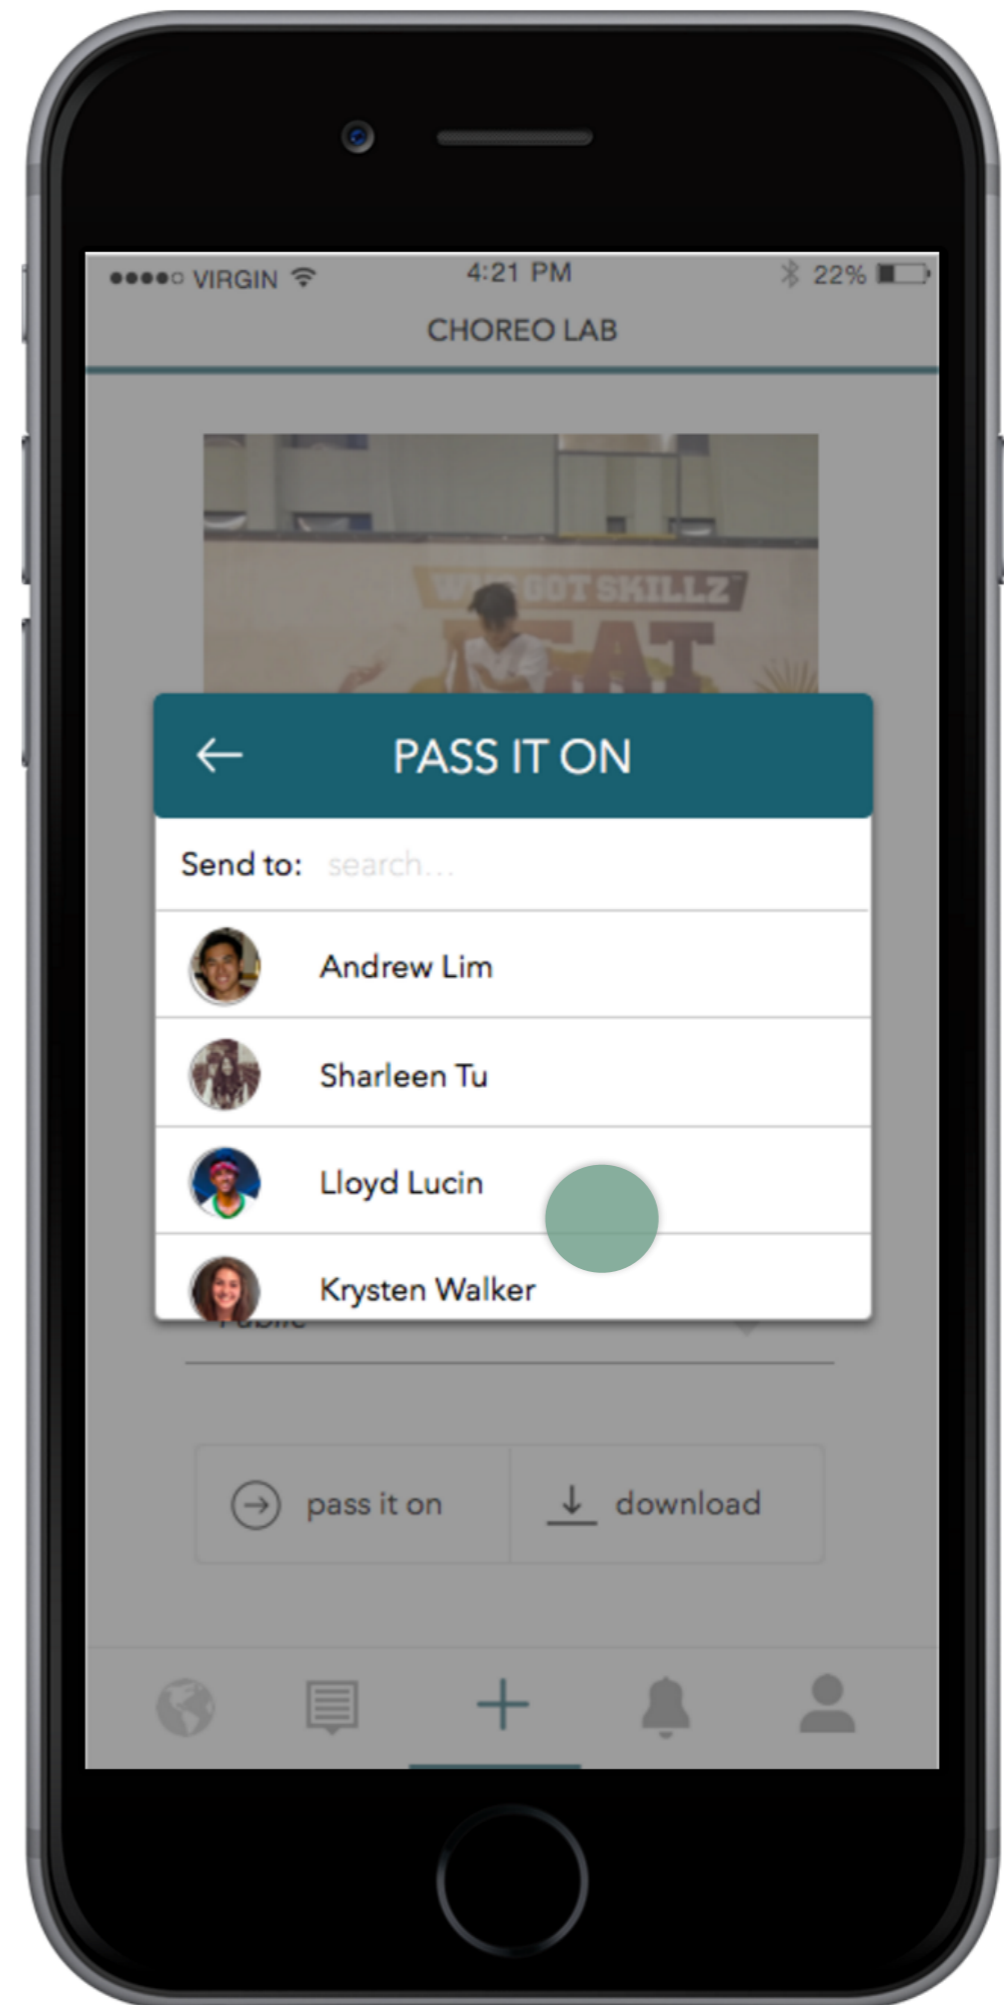 VIRGIN 4:21 PM 22%
CHOREO LAB
GOT SKILLZ
PASS IT ON
Send to: search...
Andrew Lim
Sharleen Tu
Lloyd Lucin
Krysten Walker
Public
pass it on download